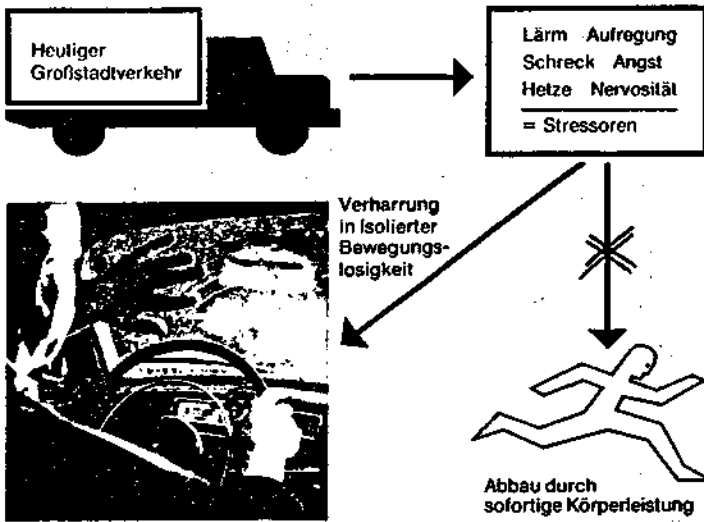 Heutiger
Großstadtverkehr
Lärm Aufregung
Schreck Angst
Hetze Nervosität
= Stressoren
Verharrung
in isolierter
Bewegungs-
losigkeit
Abbau durch
sofortige Körperleistung